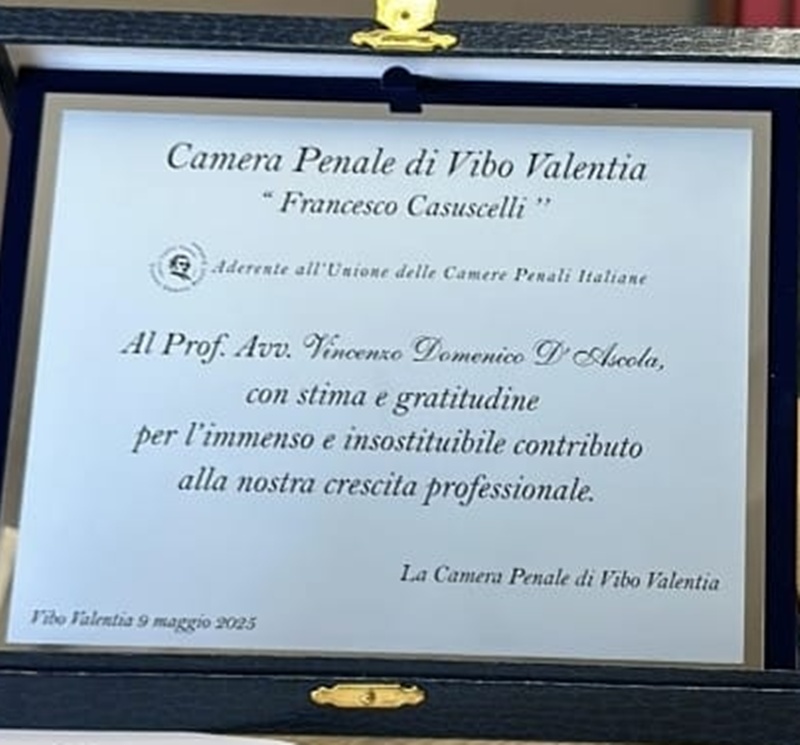 Camera Penale di Vibo Valentia
“ Francesco Casuscelli ”
Aderente all'Unione delle Camere Penali Italiane
Al Prof. Avv. Vincenzo Domenico D'Ascola,
con stima e gratitudine
per l'immenso e insostituibile contributo
alla nostra crescita professionale.
La Camera Penale di Vibo Valentia
Vibo Valentia 9 maggio 2025